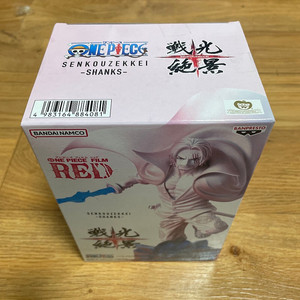 ONE PIECE
SENKOUZEKKEI
-SHANKS-
戦光絶景
4 983164 884081
BANDAI NAMCO
BANPRESTO
ONE PIECE FILM
RED
SENKOUZEKKEI
戦光絶景